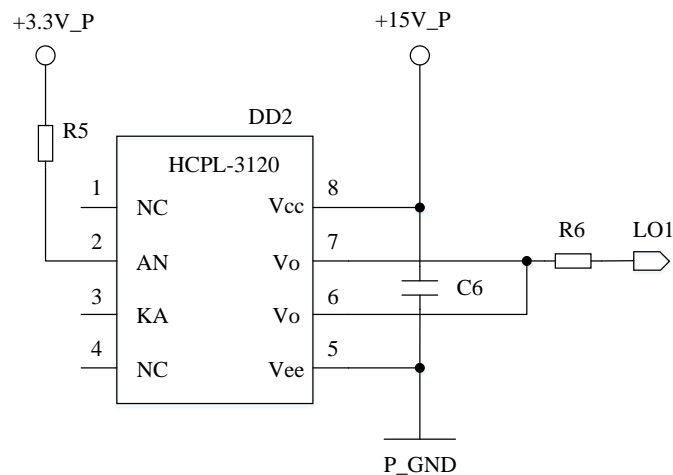 +3.3V_P
+15V_P
R5
DD2
HCPL-3120
1
NC
Vcc
8
2
AN
Vo
7
R6
LO1
3
KA
Vo
6
C6
4
NC
Vee
5
P_GND